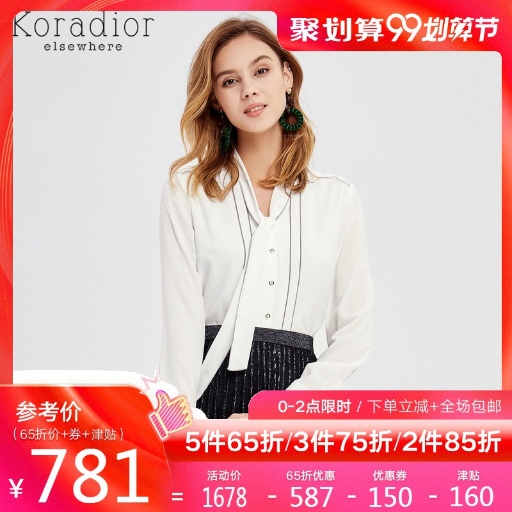 Koradior
elsewhere
聚划算99划算节
参考价
（65折价+券+津贴）
¥781
0-2点限时/下单立减+全场包邮
5件65折/3件75折/2件85折
= 活动价 65折优惠 优惠券 津贴
1678 - 587 - 150 - 160